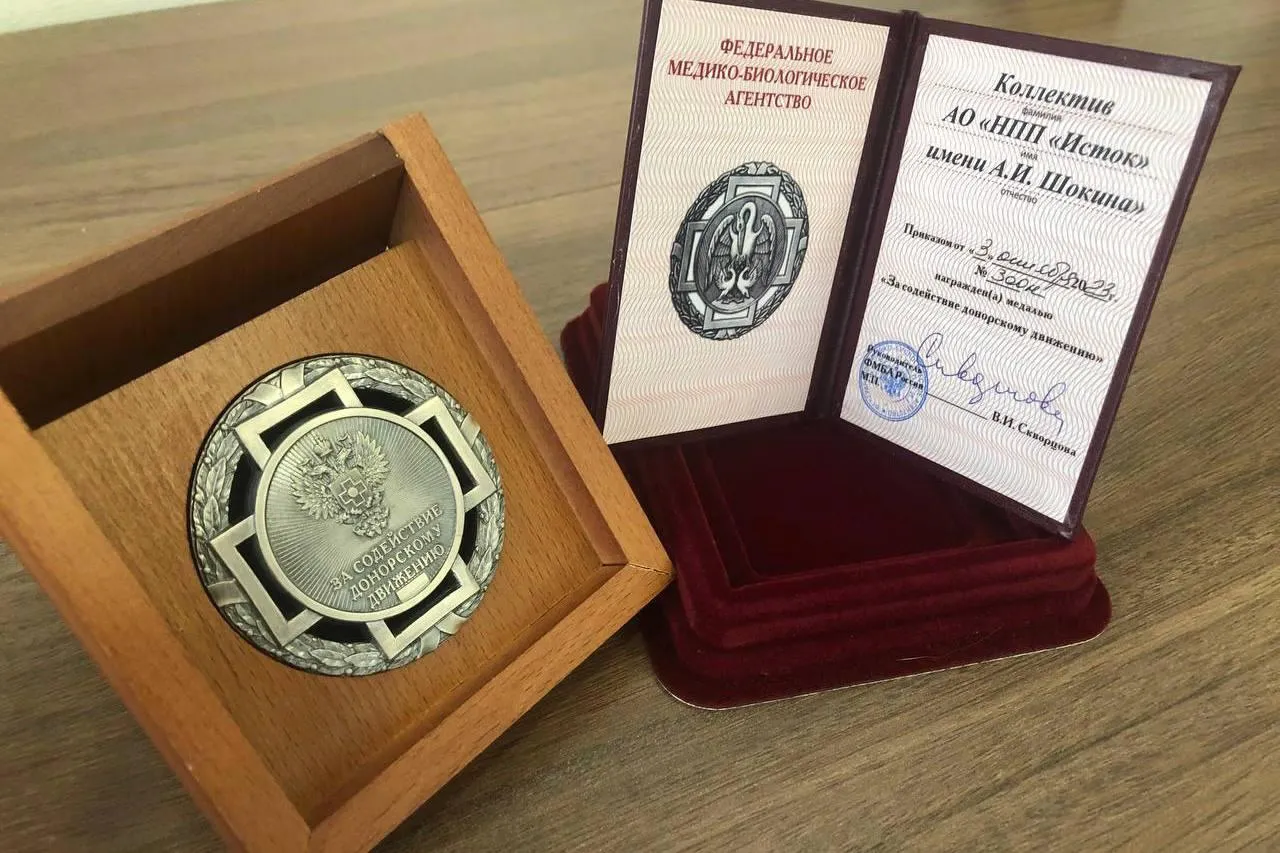 ЗА СОДЕЙСТВИЕ
ДОНОРСКОМУ
ДВИЖЕНИЮ
ФЕДЕРАЛЬНОЕ
МЕДИКО-БИОЛОГИЧЕСКОЕ
АГЕНТСТВО
Коллектив
фамилия
АО «НПП «Исток»
имя
имени А.И. Шокина»
отчество
Приказом от «3» октября 2023 г.
№
награжден(а) медалью
«За содействие донорскому движению»
Руководитель
ФМБА России
М.П.
В.И. Скворцова